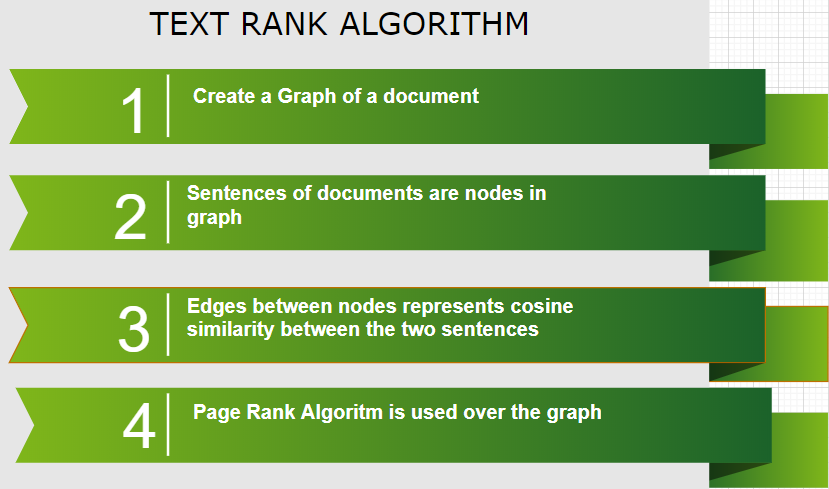 TEXT RANK ALGORITHM
1
Create a Graph of a document
2
Sentences of documents are nodes in
graph
3
Edges between nodes represents cosine
similarity between the two sentences
4
Page Rank Algoritm is used over the graph